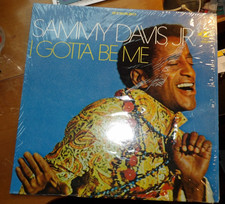 SAMMY DAVIS, JR.
I GOTTA BE ME